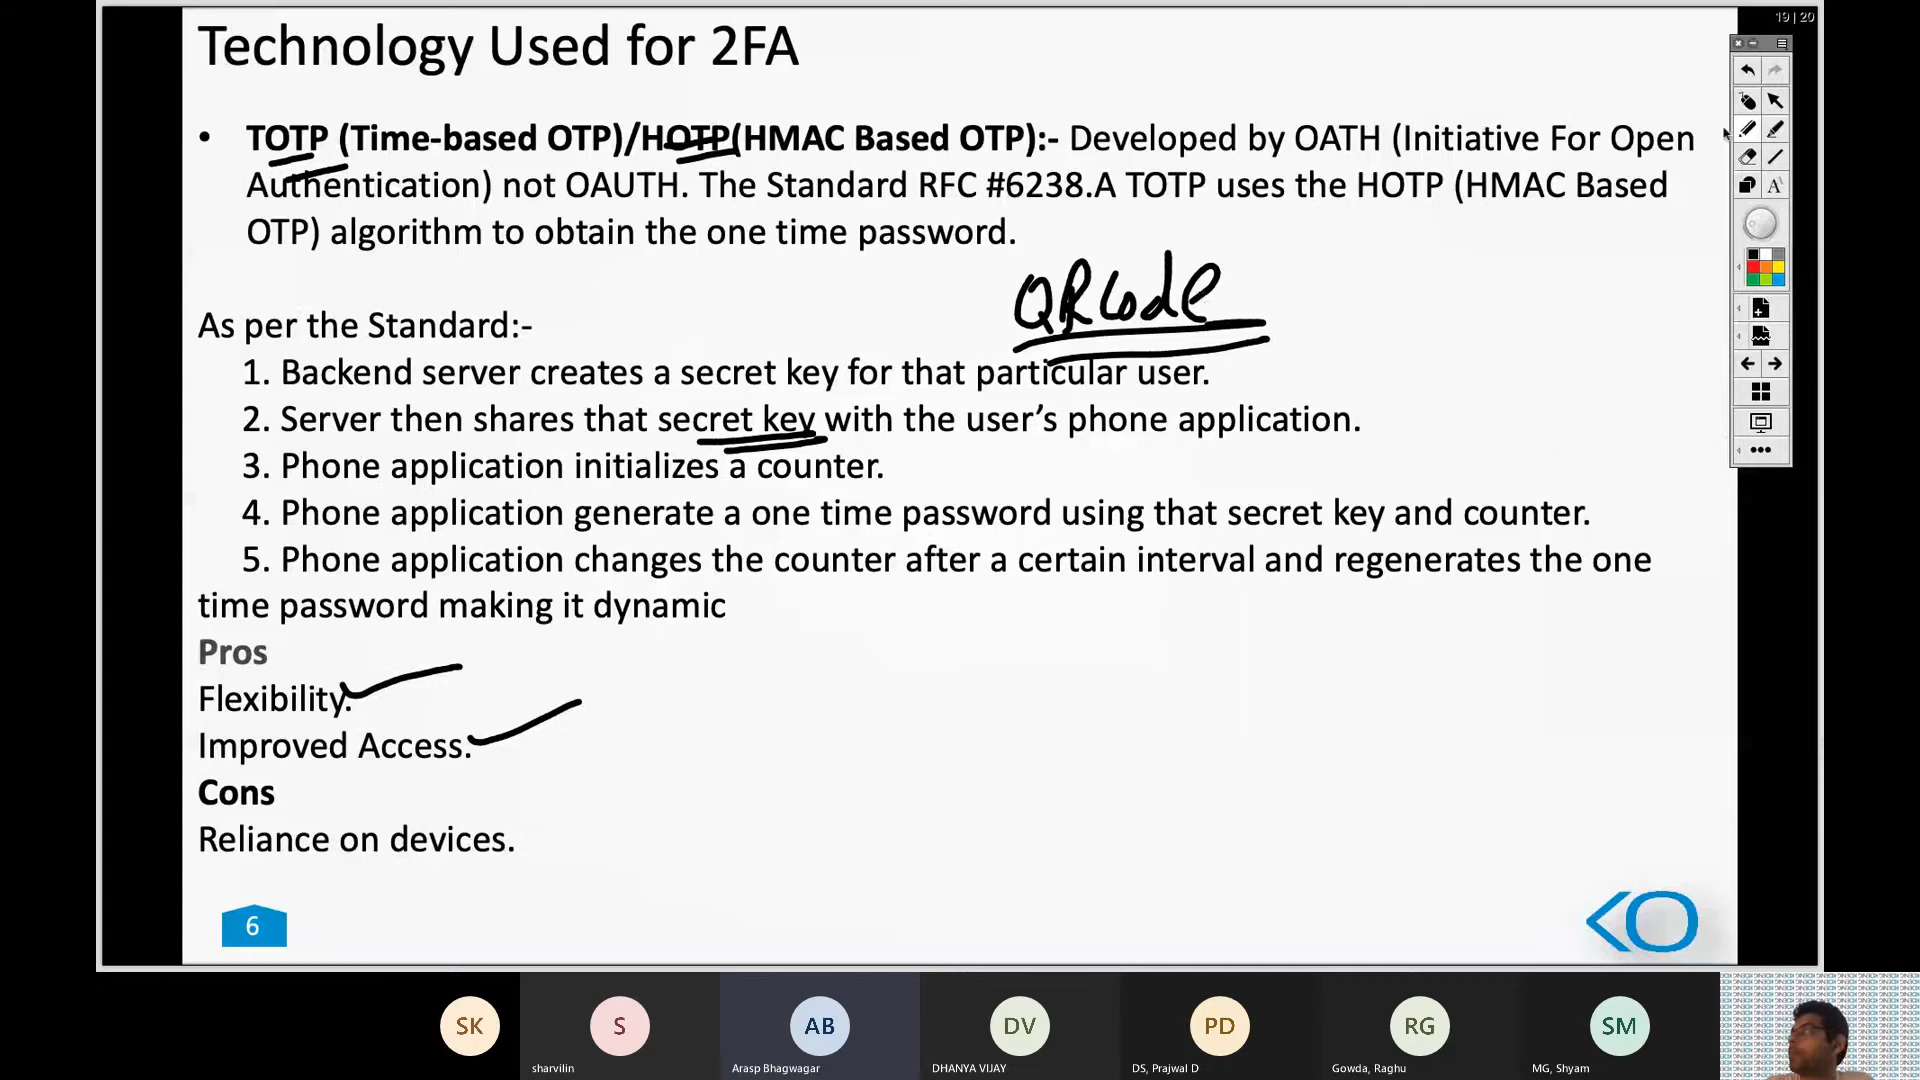 19 | 20
Technology Used for 2FA
• TOTP (Time-based OTP)/HOTP(HMAC Based OTP):- Developed by OATH (Initiative For Open
Authentication) not OAUTH. The Standard RFC #6238.A TOTP uses the HOTP (HMAC Based
OTP) algorithm to obtain the one time password.
QR Code
As per the Standard:-
1. Backend server creates a secret key for that particular user.
2. Server then shares that secret key with the user’s phone application.
3. Phone application initializes a counter.
4. Phone application generate a one time password using that secret key and counter.
5. Phone application changes the counter after a certain interval and regenerates the one
time password making it dynamic
Pros
Flexibility.
Improved Access.
Cons
Reliance on devices.
6
SK S AB DV PD RG SM
sharvilin Arasp Bhagwagar DHANYA VIJAY DS, Prajwal D Gowda, Raghu MG, Shyam